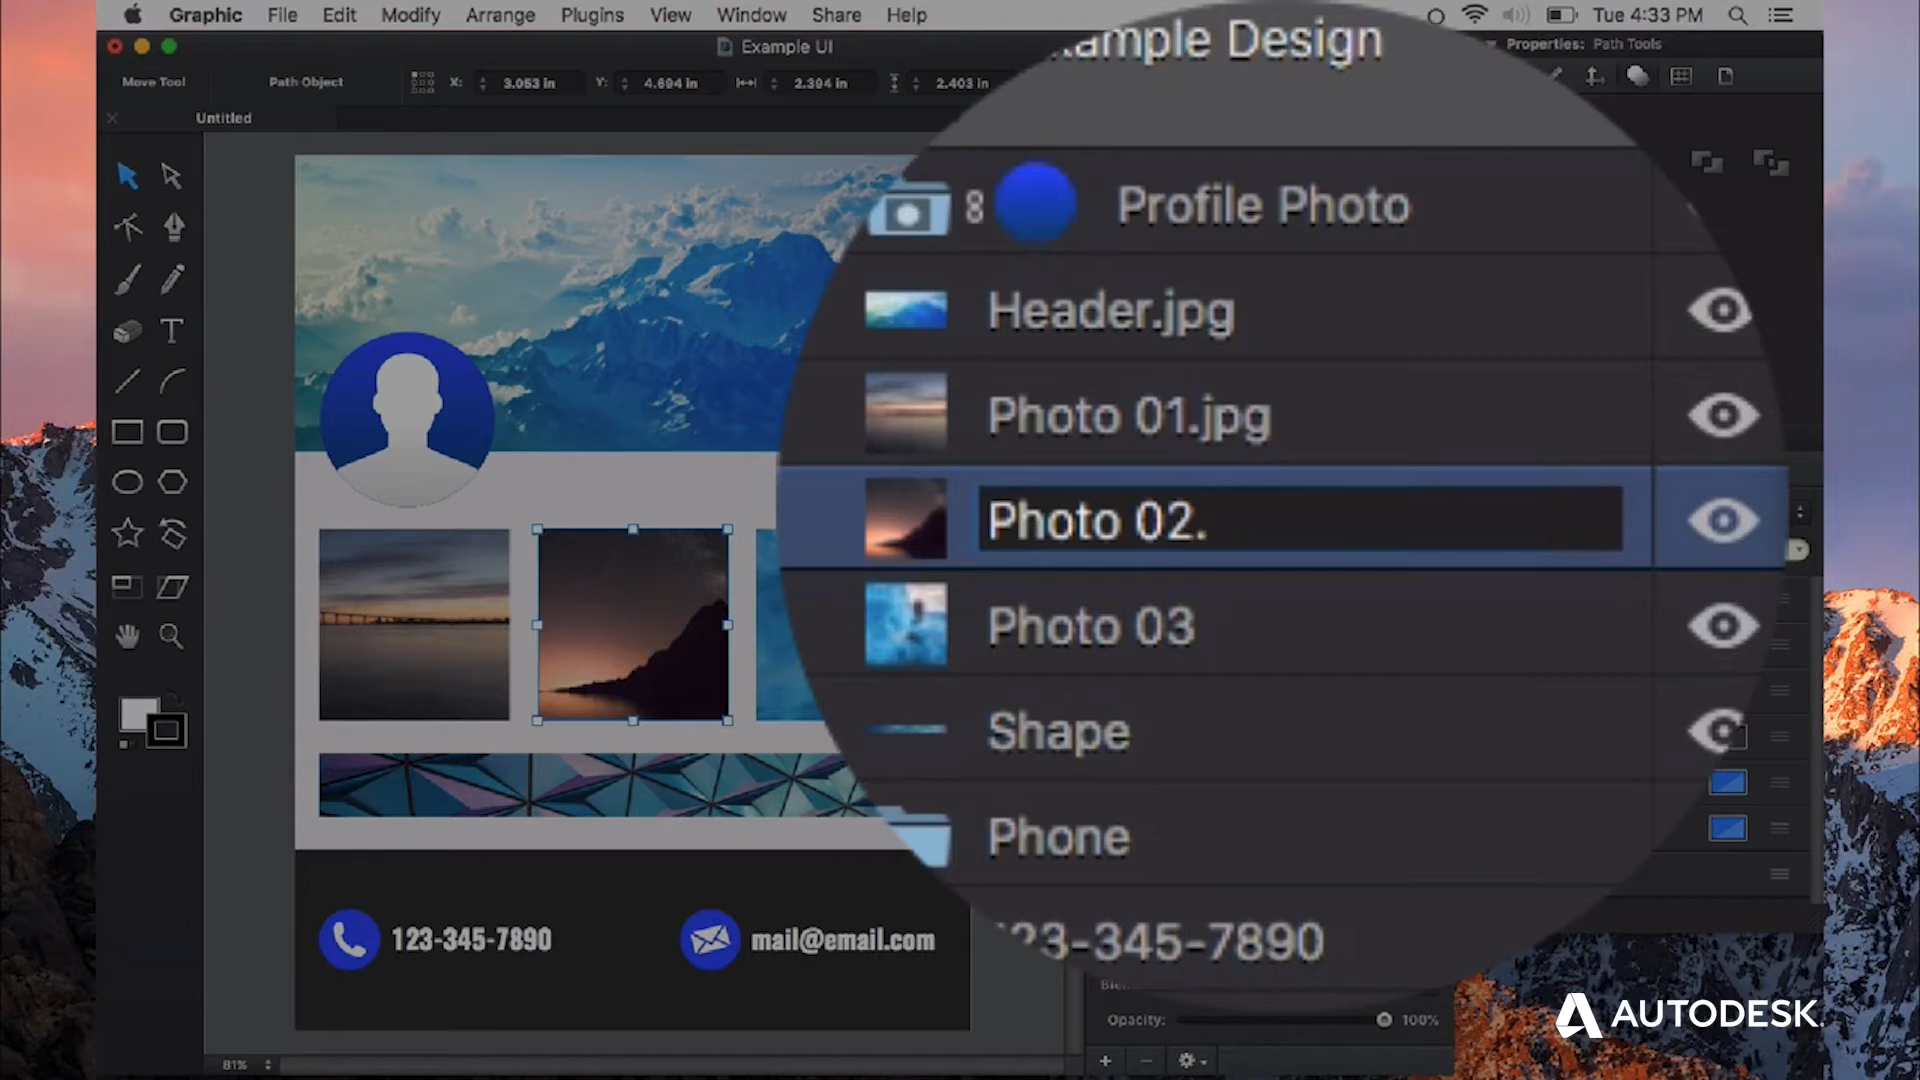 Graphic File Edit Modify Arrange Plugins View Window Share Help Tue 4:33 PM
Example UI
Properties: Path Tools
Move Tool Path Object X: 3.053 in Y: 4.694 in 2.394 in 2.403 in
Untitled
ample Design
8 Profile Photo
Header.jpg
Photo 01.jpg
Photo 02.
Photo 03
Shape
Phone
23-345-7890
123-345-7890
mail@email.com
Opacity: 100%
81%
AUTODESK.